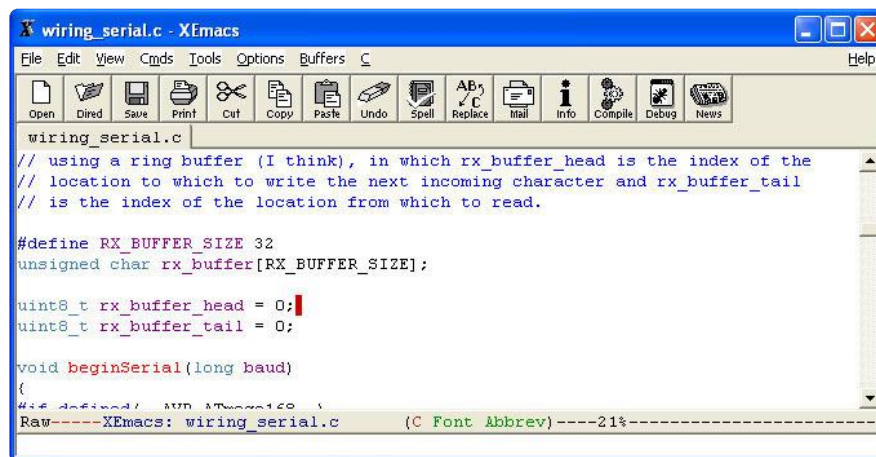 wiring_serial.c - XEmacs
File Edit View Cmds Tools Options Buffers C Help
Open Dired Save Print Cut Copy Paste Undo Spell Replace Mail Info Compile Debug News
wiring_serial.c
// using a ring buffer (I think), in which rx_buffer_head is the index of the
// location to which to write the next incoming character and rx_buffer_tail
// is the index of the location from which to read.
#define RX_BUFFER_SIZE 32
unsigned char rx_buffer[RX_BUFFER_SIZE];
uint8_t rx_buffer_head = 0;
uint8_t rx_buffer_tail = 0;
void beginSerial(long baud)
{
#if defined(__AVR_ATmega168__)
Raw-----XEmacs: wiring_serial.c (C Font Abbrev)----21%------------------------